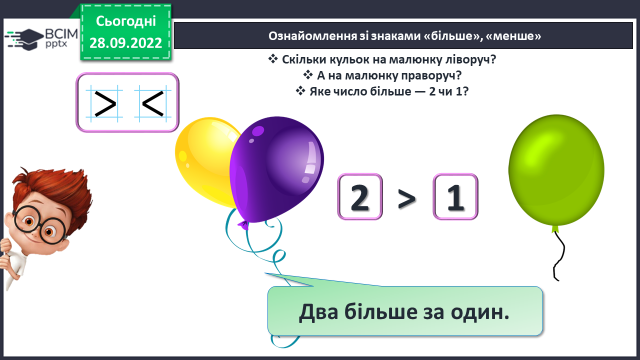 ВСІМ
pptx
Сьогодні
28.09.2022
Ознайомлення зі знаками «більше», «менше»
❖ Скільки кульок на малюнку ліворуч?
❖ А на малюнку праворуч?
❖ Яке число більше — 2 чи 1?
> <
2 > 1
Два більше за один.